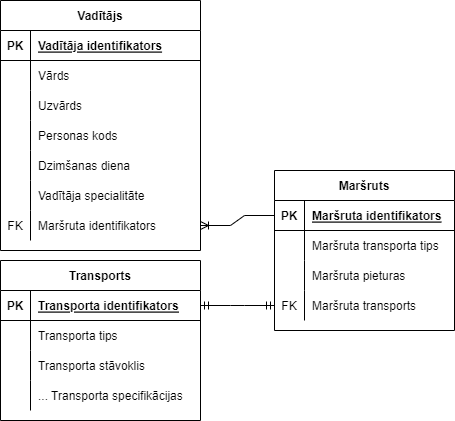 Vadītājs
PK Vadītāja identifikators
Vārds
Uzvārds
Personas kods
Dzimšanas diena
Vadītāja specialitāte
FK Maršruta identifikators
Maršruts
PK Maršruta identifikators
Maršruta transporta tips
Maršruta pieturas
FK Maršruta transports
Transports
PK Transporta identifikators
Transporta tips
Transporta stāvoklis
... Transporta specifikācijas